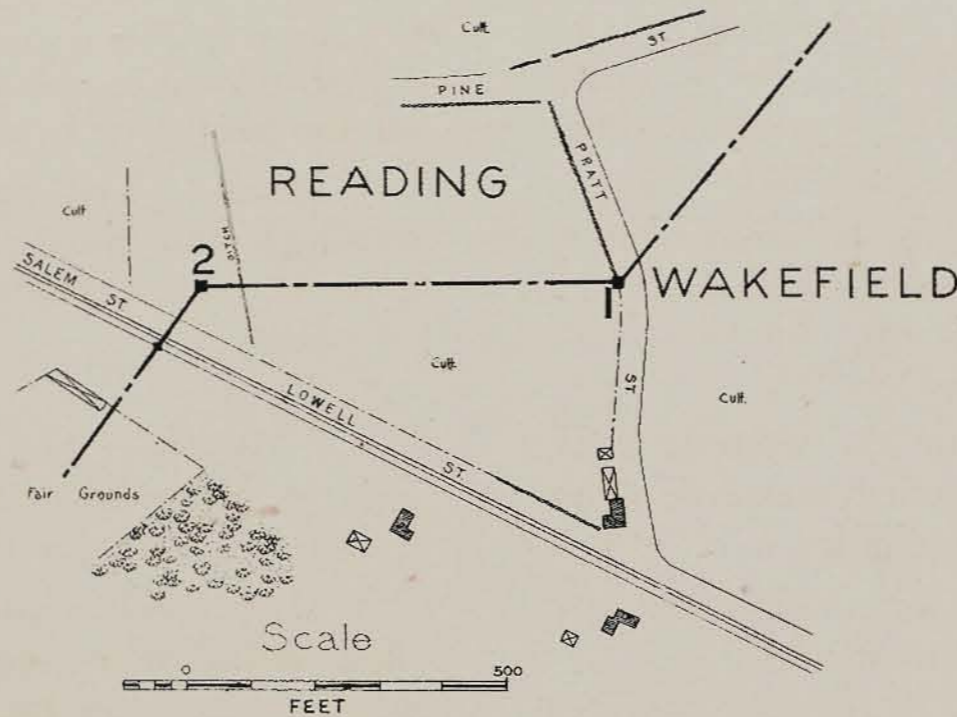 Cult.
ST.
PINE
PRATT
READING
Cult
DITCH
SALEM
ST.
2
1
WAKEFIELD
Cult.
ST
Cult.
LOWELL
ST.
Fair Grounds
Scale
0 500
FEET